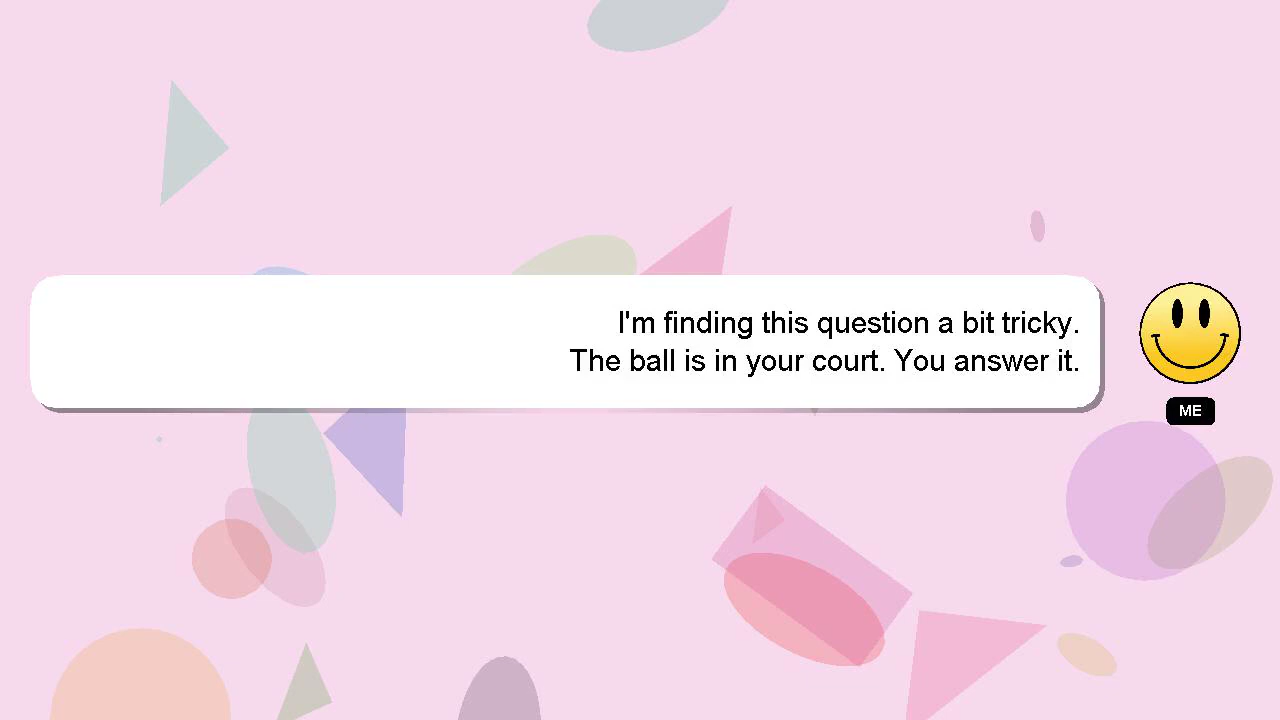 I'm finding this question a bit tricky.
The ball is in your court. You answer it.
ME